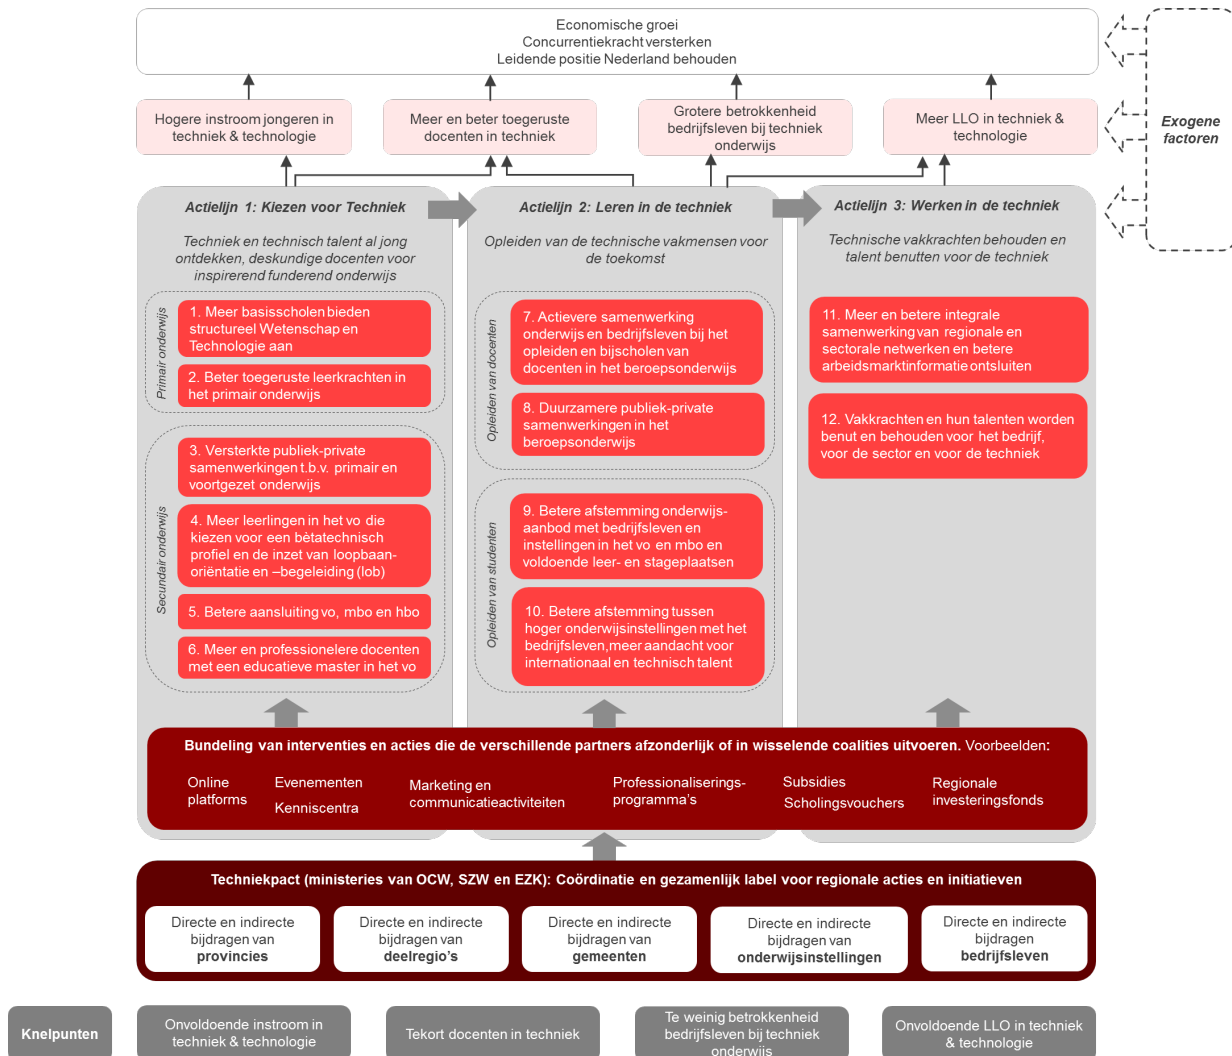 Economische groei
Concurrentiekracht versterken
Leidende positie Nederland behouden
Exogene
factoren
Hogere instroom jongeren in
techniek & technologie
Meer en beter toegeruste
docenten in techniek
Grotere betrokkenheid
bedrijfsleven bij techniek
onderwijs
Meer LLO in techniek &
technologie
Actielijn 1: Kiezen voor Techniek
Techniek en technisch talent al jong
ontdekken, deskundige docenten voor
inspirerend funderend onderwijs
Primair onderwijs
1. Meer basisscholen bieden
structureel Wetenschap en
Technologie aan
2. Beter toegeruste leerkrachten in
het primair onderwijs
Secundair onderwijs
3. Versterkte publiek-private
samenwerkingen t.b.v. primair en
voortgezet onderwijs
4. Meer leerlingen in het vo die
kiezen voor een bètatechnisch
profiel en de inzet van loopbaan-
oriëntatie en –begeleiding (lob)
5. Betere aansluiting vo, mbo en hbo
6. Meer en professionelere docenten
met een educatieve master in het vo
Actielijn 2: Leren in de techniek
Opleiden van de technische vakmensen voor
de toekomst
Opleiden van docenten
7. Actievere samenwerking
onderwijs en bedrijfsleven bij het
opleiden en bijscholen van
docenten in het beroepsonderwijs
8. Duurzamere publiek-private
samenwerkingen in het
beroepsonderwijs
Opleiden van studenten
9. Betere afstemming onderwijs-
aanbod met bedrijfsleven en
instellingen in het vo en mbo en
voldoende leer- en stageplaatsen
10. Betere afstemming tussen
hoger onderwijsinstellingen met het
bedrijfsleven,meer aandacht voor
internationaal en technisch talent
Actielijn 3: Werken in de techniek
Technische vakkrachten behouden en
talent benutten voor de techniek
11. Meer en betere integrale
samenwerking van regionale en
sectorale netwerken en betere
arbeidsmarktinformatie ontsluiten
12. Vakkrachten en hun talenten worden
benut en behouden voor het bedrijf,
voor de sector en voor de techniek
Bundeling van interventies en acties die de verschillende partners afzonderlijk of in wisselende coalities uitvoeren. Voorbeelden:
Online
platforms
Evenementen
Kenniscentra
Marketing en
communicatieactiviteiten
Professionaliserings-
programma's
Subsidies
Scholingsvouchers
Regionale
investeringsfonds
Techniekpact (ministeries van OCW, SZW en EZK): Coördinatie en gezamenlijk label voor regionale acties en initiatieven
Directe en indirecte
bijdragen van
provincies
Directe en indirecte
bijdragen van
deelregio's
Directe en indirecte
bijdragen van
gemeenten
Directe en indirecte
bijdragen van
onderwijsinstellingen
Directe en indirecte
bijdragen
bedrijfsleven
Knelpunten
Onvoldoende instroom in
techniek & technologie
Tekort docenten in techniek
Te weinig betrokkenheid
bedrijfsleven bij techniek
onderwijs
Onvoldoende LLO in techniek
& technologie